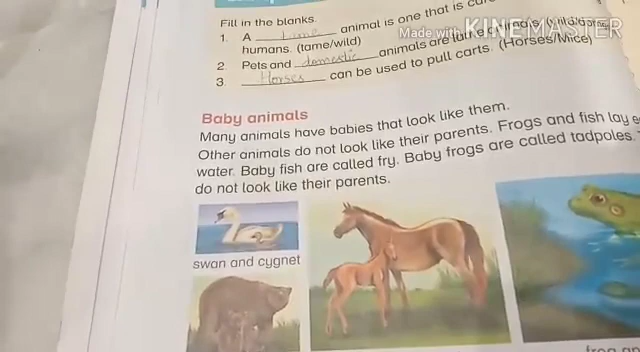 Fill in the blanks.
1. A tame animal is one that is
Made with KINEMASTER
humans. (tame/wild)
2. Pets and domestic animals are
3. Horses can be used to pull carts. (Horses/Mice)
Baby animals
Many animals have babies that look like them.
Other animals do not look like their parents. Frogs and fish lay
water. Baby fish are called fry. Baby frogs are called tadpoles.
do not look like their parents.
swan and cygnet